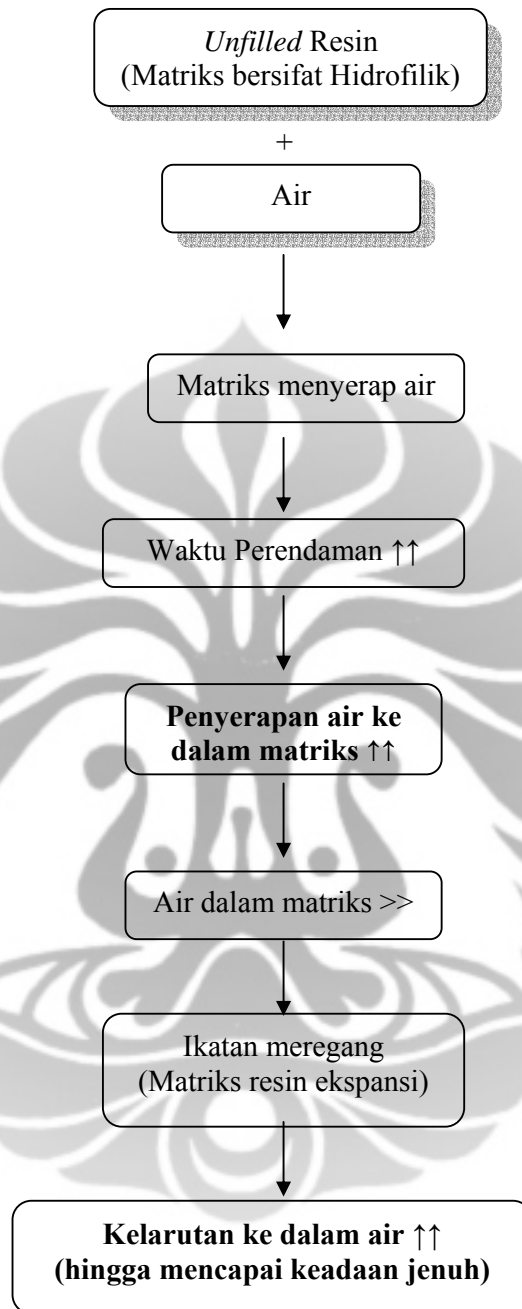 Unfilled Resin
(Matriks bersifat Hidrofilik)
+
Air
Matriks menyerap air
Waktu Perendaman ↑↑
Penyerapan air ke
dalam matriks ↑↑
Air dalam matriks >>
Ikatan meregang
(Matriks resin ekspansi)
Kelarutan ke dalam air ↑↑
(hingga mencapai keadaan jenuh)